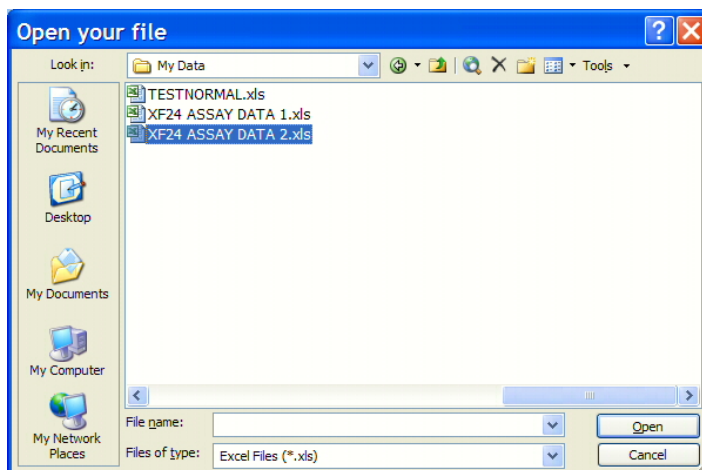 Open your file
Look in:
My Data
Tools
TESTNORMAL.xls
XF24 ASSAY DATA 1.xls
XF24 ASSAY DATA 2.xls
My Recent
Documents
Desktop
My Documents
My Computer
My Network
Places
File name:
Open
Files of type:
Excel Files (*.xls)
Cancel